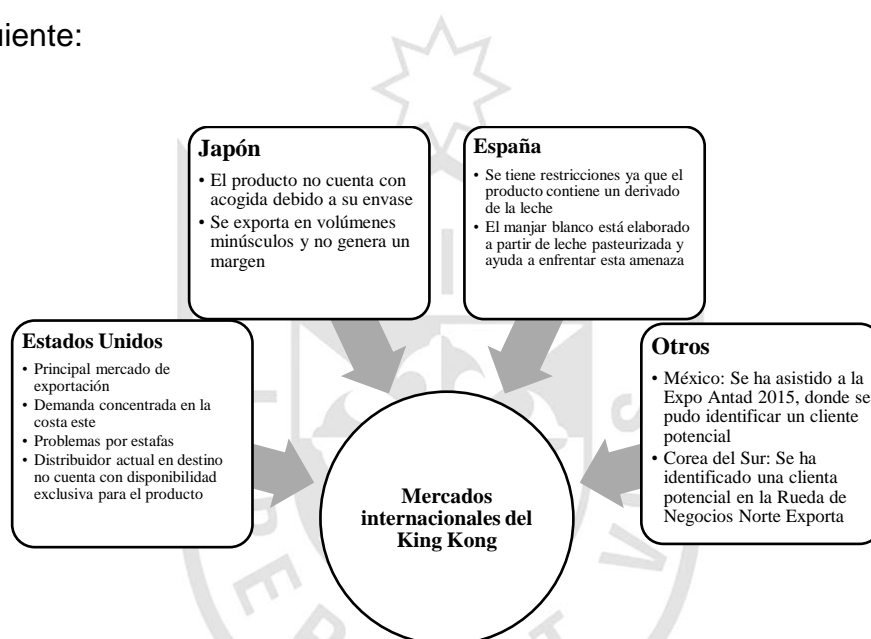 uiente:
Japón
• El producto no cuenta con
acogida debido a su envase
• Se exporta en volúmenes
minúsculos y no genera un
margen
España
• Se tiene restricciones ya que el
producto contiene un derivado
de la leche
• El manjar blanco está elaborado
a partir de leche pasteurizada y
ayuda a enfrentar esta amenaza
Estados Unidos
• Principal mercado de
exportación
• Demanda concentrada en la
costa este
• Problemas por estafas
• Distribuidor actual en destino
no cuenta con disponibilidad
exclusiva para el producto
Otros
• México: Se ha asistido a la
Expo Antad 2015, donde se
pudo identificar un cliente
potencial
• Corea del Sur: Se ha
identificado una clienta
potencial en la Rueda de
Negocios Norte Exporta
Mercados
internacionales del
King Kong